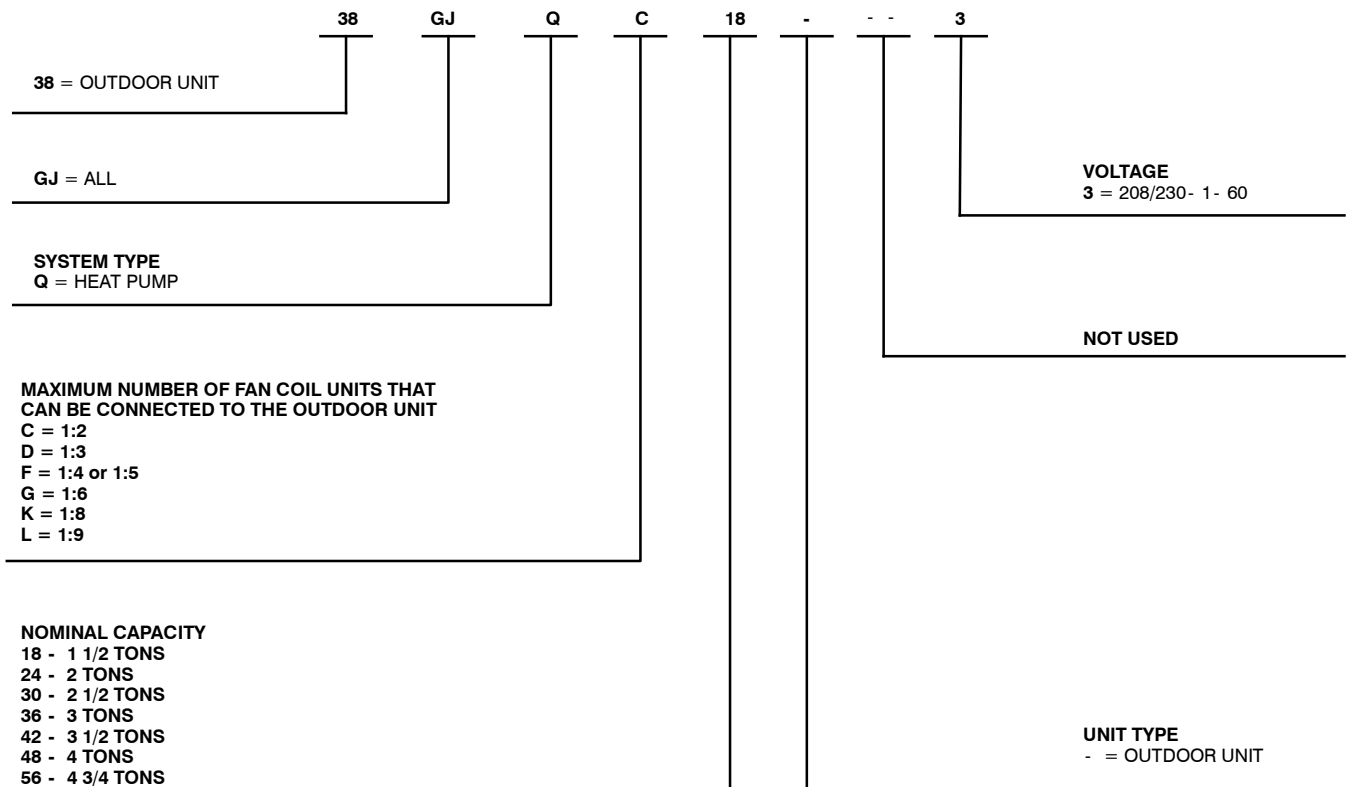 38 GJ Q C 18 - - - 3
38 = OUTDOOR UNIT
GJ = ALL
VOLTAGE
3 = 208/230- 1- 60
SYSTEM TYPE
Q = HEAT PUMP
NOT USED
MAXIMUM NUMBER OF FAN COIL UNITS THAT
CAN BE CONNECTED TO THE OUTDOOR UNIT
C = 1:2
D = 1:3
F = 1:4 or 1:5
G = 1:6
K = 1:8
L = 1:9
NOMINAL CAPACITY
18 - 1 1/2 TONS
24 - 2 TONS
30 - 2 1/2 TONS
36 - 3 TONS
42 - 3 1/2 TONS
48 - 4 TONS
56 - 4 3/4 TONS
UNIT TYPE
- = OUTDOOR UNIT